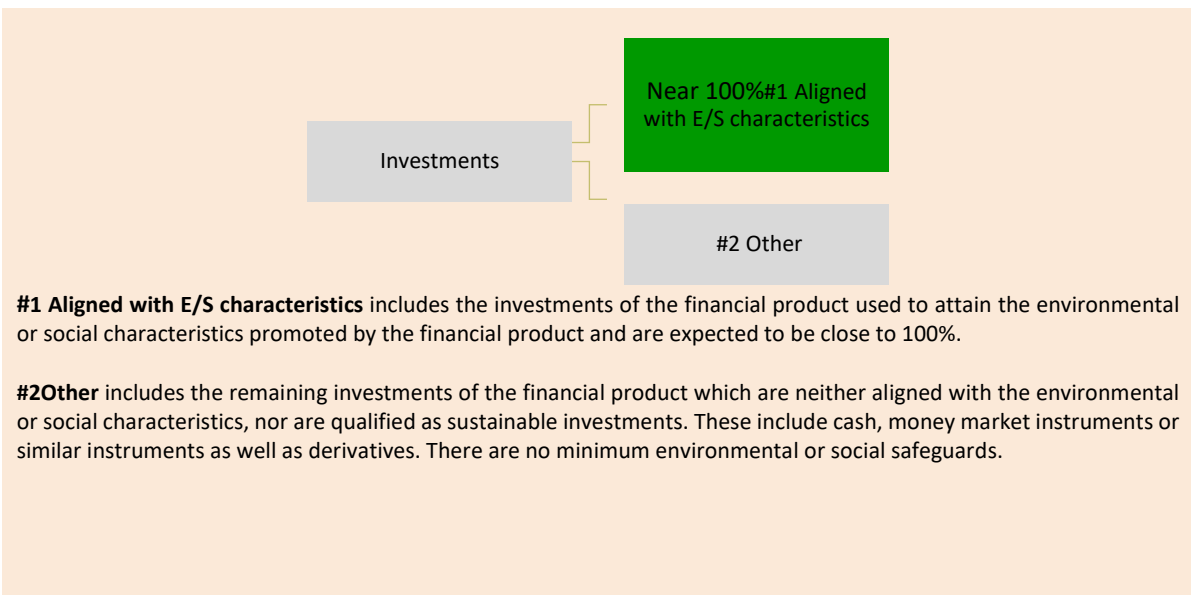 Near 100%#1 Aligned
with E/S characteristics
Investments
#2 Other
#1 Aligned with E/S characteristics includes the investments of the financial product used to attain the environmental
or social characteristics promoted by the financial product and are expected to be close to 100%.
#2Other includes the remaining investments of the financial product which are neither aligned with the environmental
or social characteristics, nor are qualified as sustainable investments. These include cash, money market instruments or
similar instruments as well as derivatives. There are no minimum environmental or social safeguards.